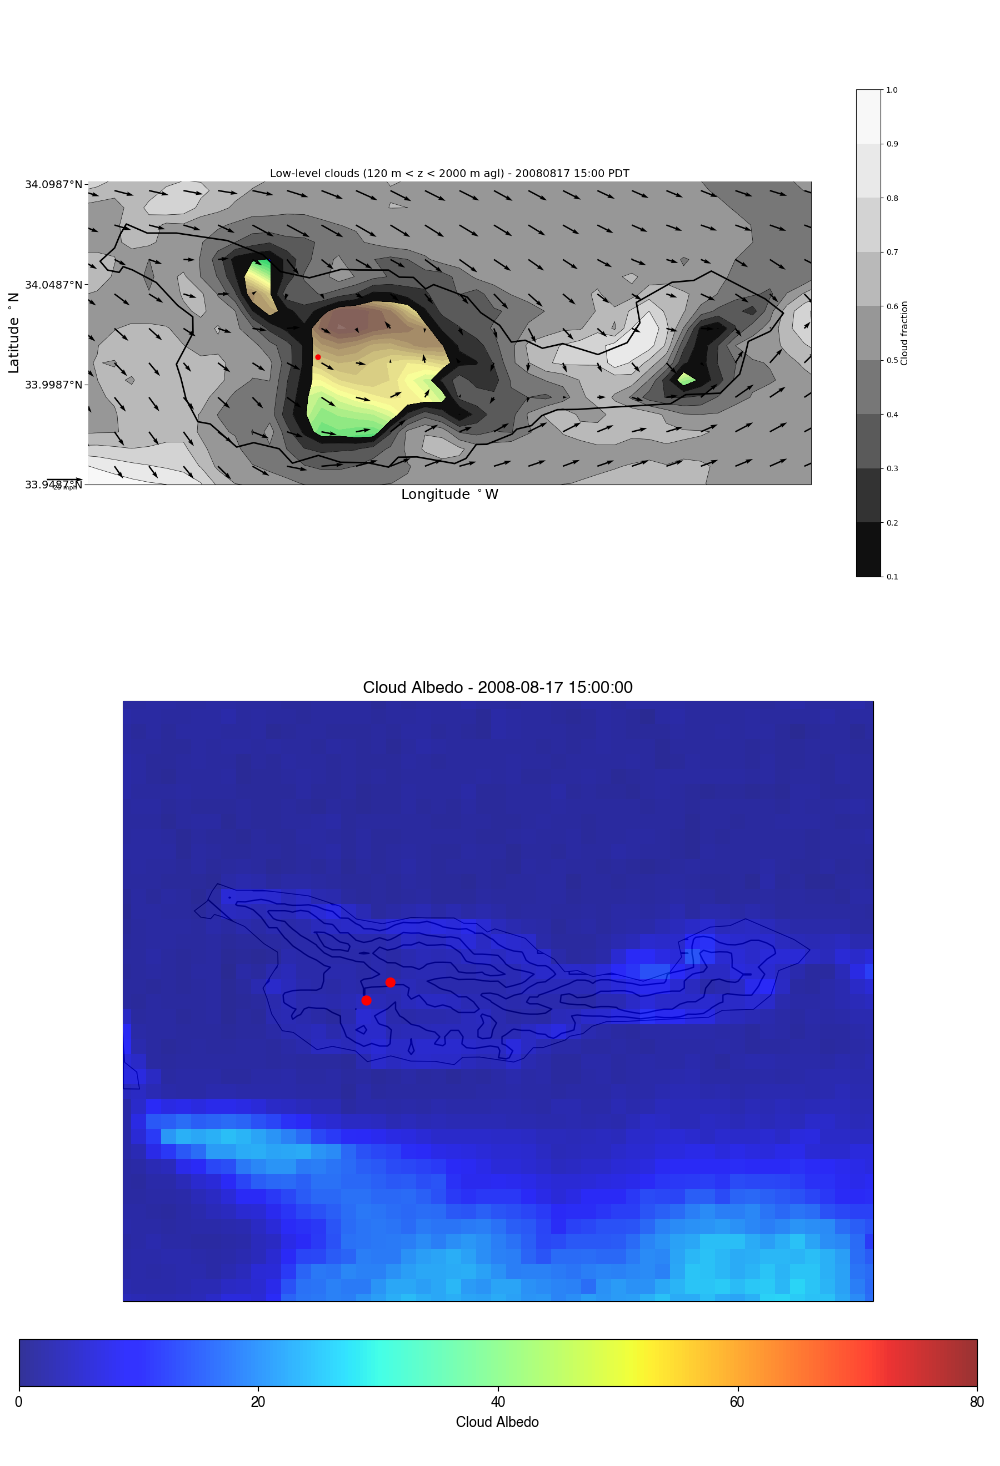 Low-level clouds (120 m < z < 2000 m agl) - 20080817 15:00 PDT
34.0987°N
34.0487°N
33.9987°N
33.9487°N
Latitude °N
Longitude °W
1.0
0.9
0.8
0.7
0.6
0.5
0.4
0.3
0.2
0.1
Cloud fraction
Cloud Albedo - 2008-08-17 15:00:00
0
20
40
60
80
Cloud Albedo